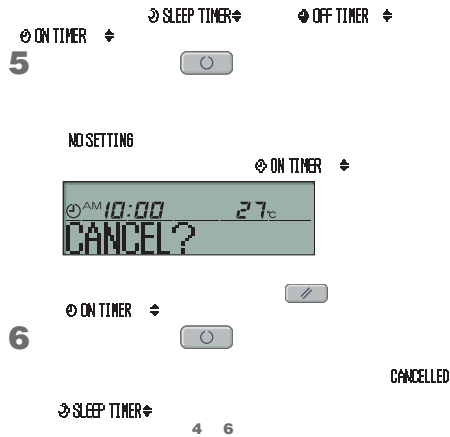 SLEEP TIMER OFF TIMER
ON TIMER
5
NO SETTING
ON TIMER
AM 10:00 27°C
CANCEL?
ON TIMER
6
CANCELLED
SLEEP TIMER
4 6